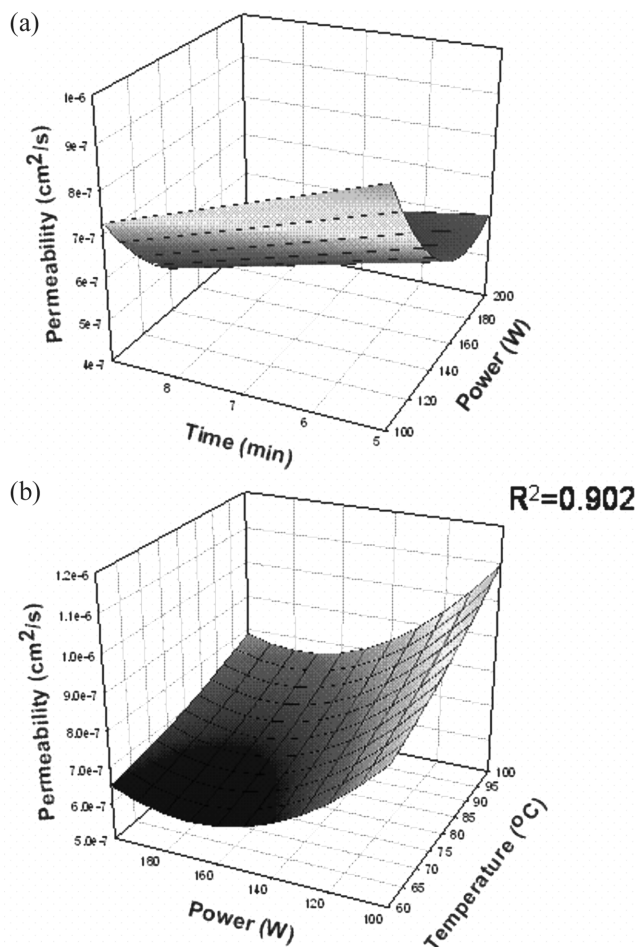 (a)
1e-6
9e-7
8e-7
7e-7
6e-7
5e-7
4e-7
Permeability (cm²/s)
8
7
6
5
Time (min)
100
120
140
160
180
200
Power (W)
(b)
R²=0.902
1.2e-6
1.1e-6
1.0e-6
9.0e-7
8.0e-7
7.0e-7
6.0e-7
5.0e-7
Permeability (cm²/s)
180
160
140
120
100
Power (W)
60
65
70
75
80
85
90
95
100
Temperature (°C)